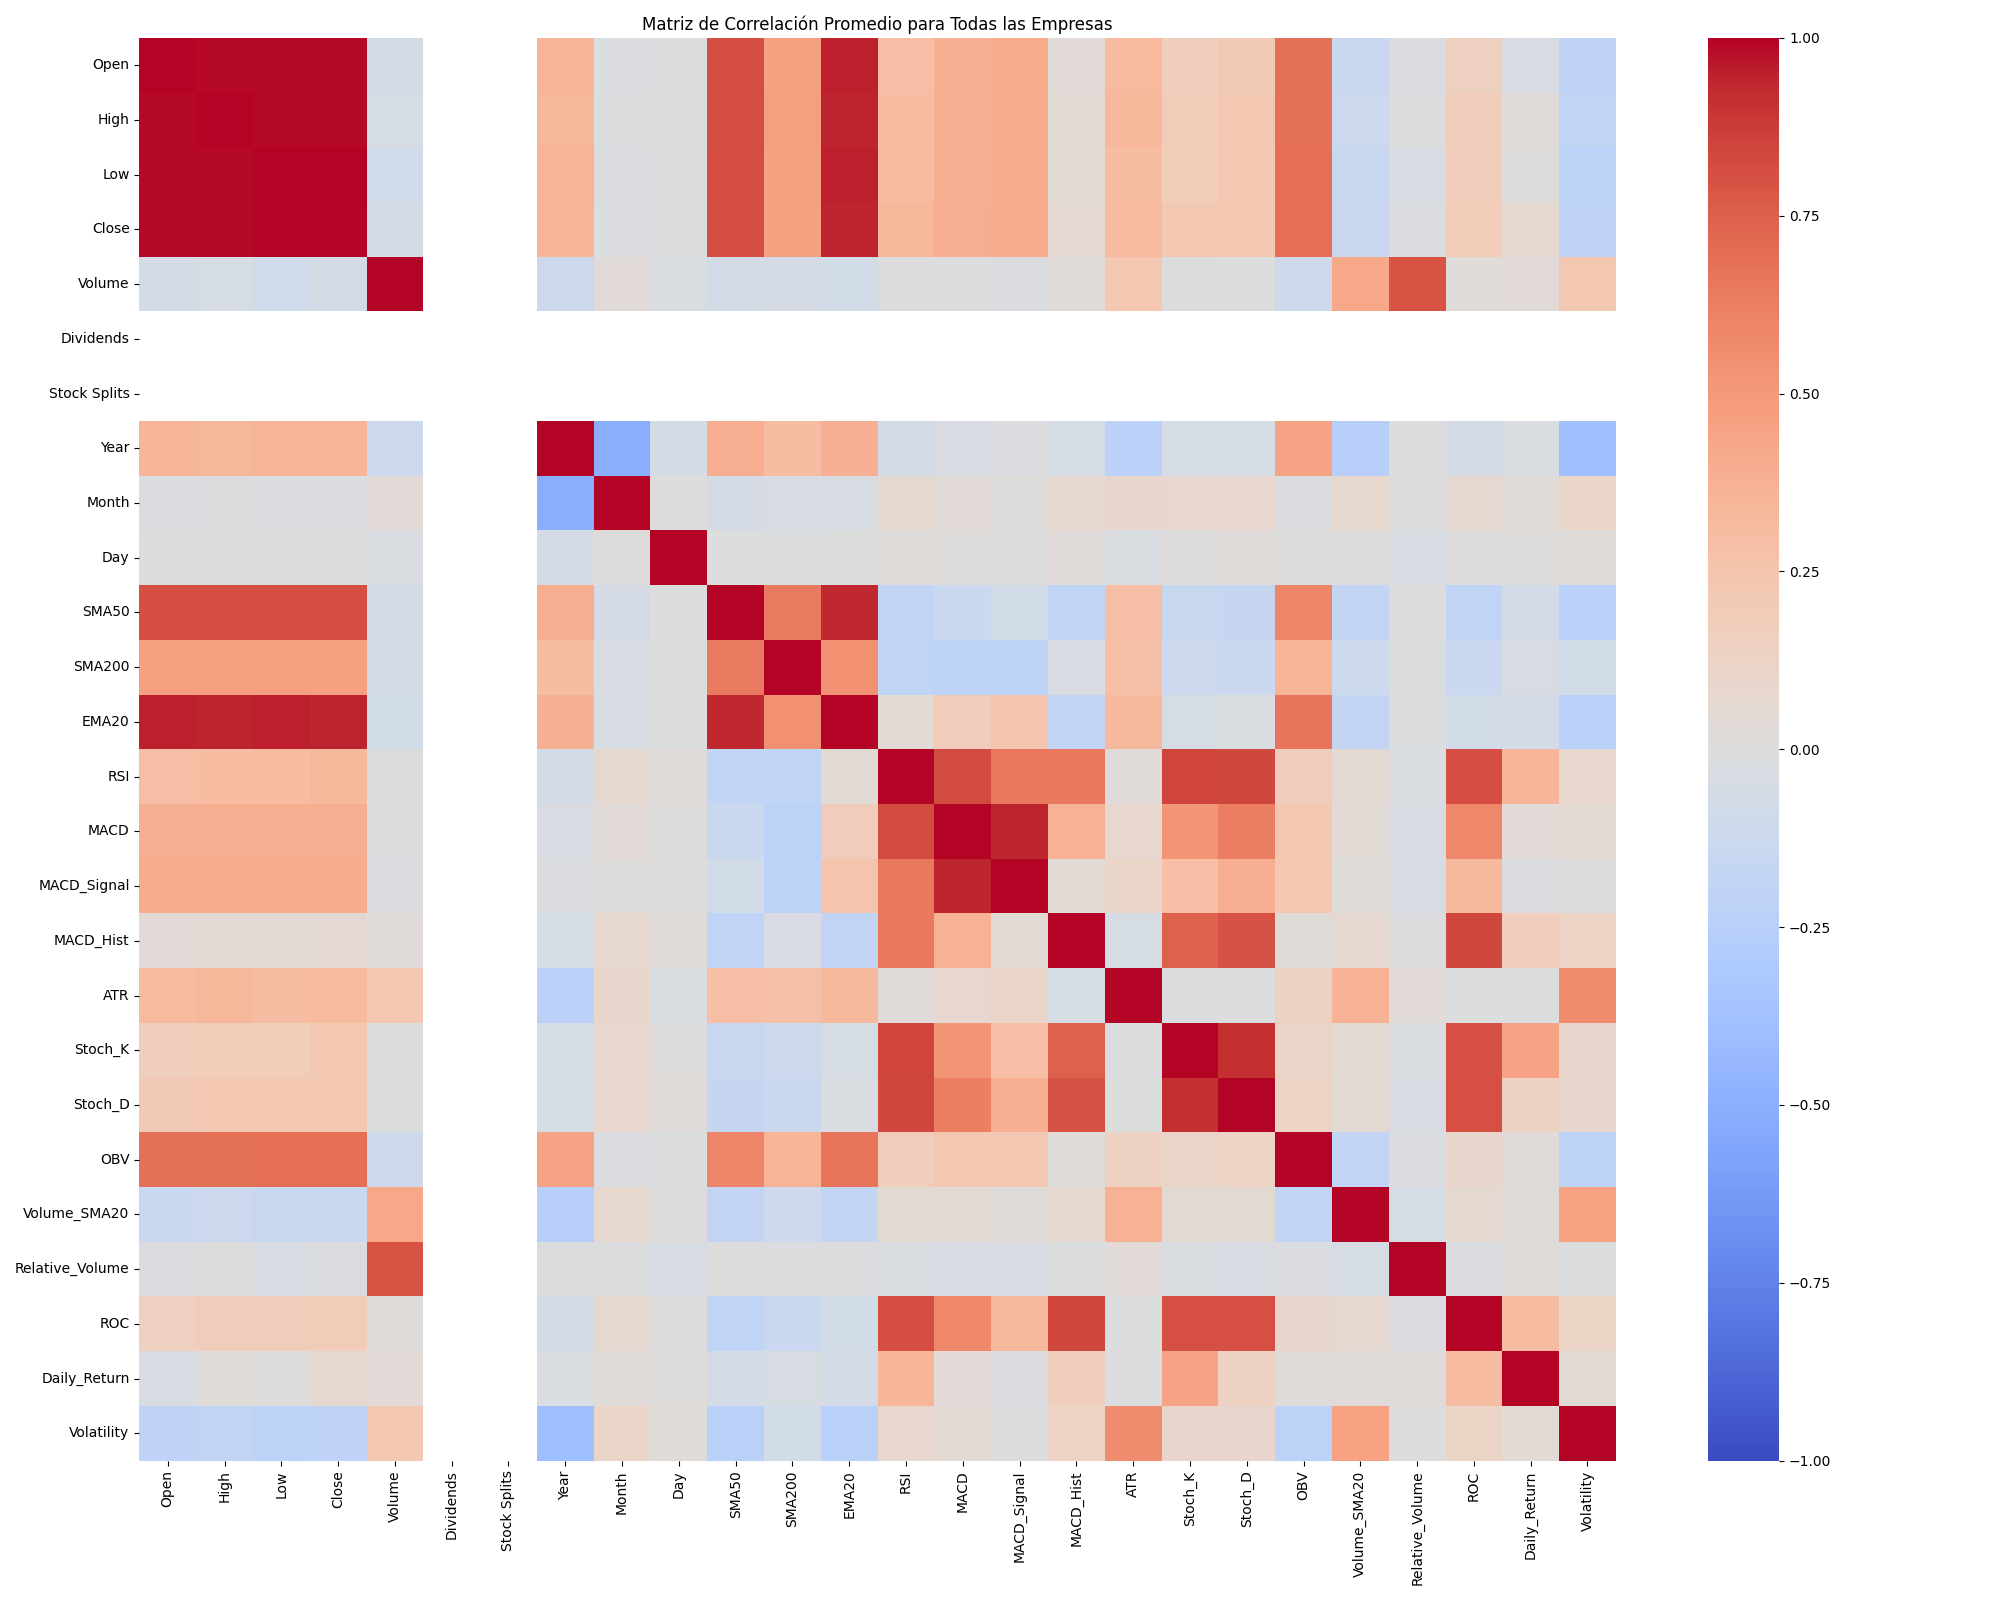 Matriz de Correlación Promedio para Todas las Empresas
Open
High
Low
Close
Volume
Dividends
Stock Splits
Year
Month
Day
SMA50
SMA200
EMA20
RSI
MACD
MACD_Signal
MACD_Hist
ATR
Stoch_K
Stoch_D
OBV
Volume_SMA20
Relative_Volume
ROC
Daily_Return
Volatility
Open
High
Low
Close
Volume
Dividends
Stock Splits
Year
Month
Day
SMA50
SMA200
EMA20
RSI
MACD
MACD_Signal
MACD_Hist
ATR
Stoch_K
Stoch_D
OBV
Volume_SMA20
Relative_Volume
ROC
Daily_Return
Volatility
1.00
0.75
0.50
0.25
0.00
−0.25
−0.50
−0.75
−1.00